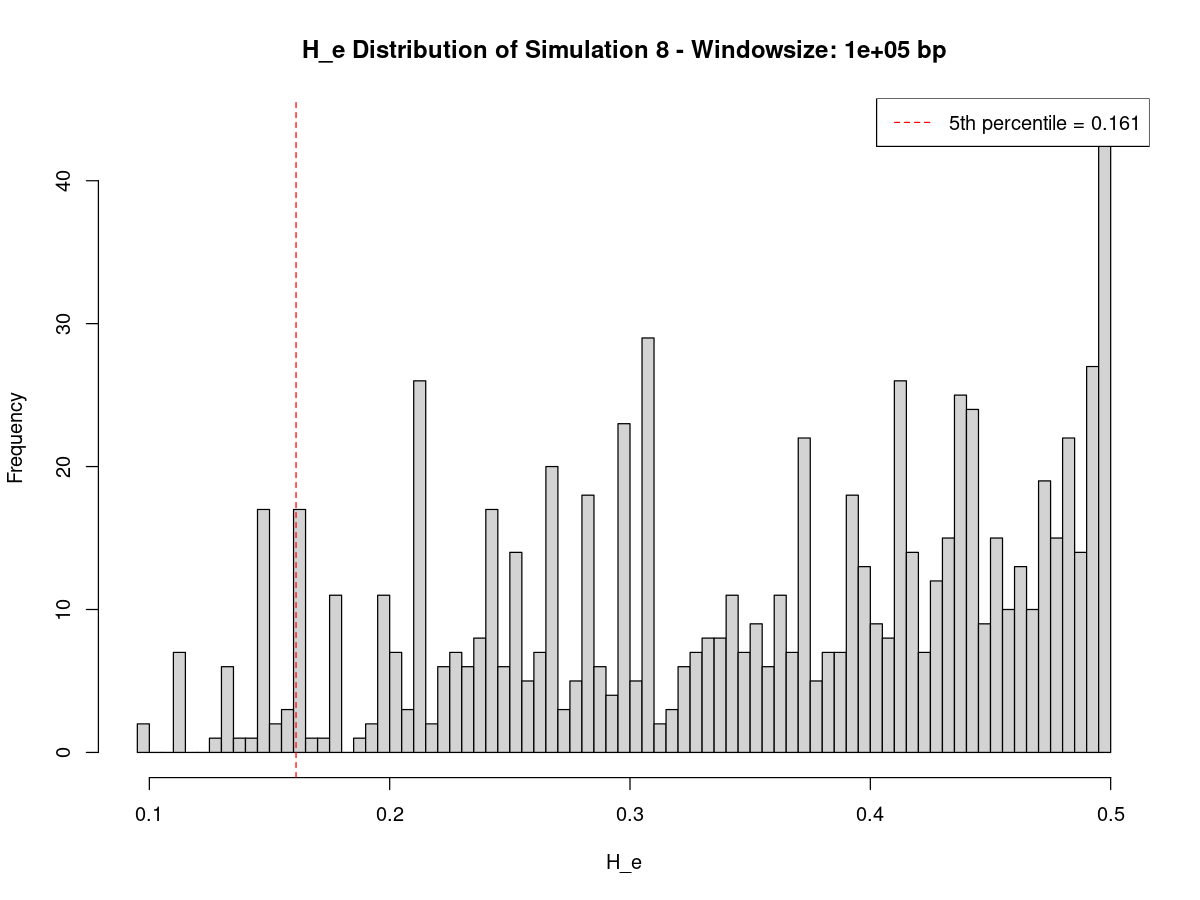 H_e Distribution of Simulation 8 - Windowsize: 1e+05 bp
5th percentile = 0.161
Frequency
40
30
20
10
0
0.1 0.2 0.3 0.4 0.5
H_e